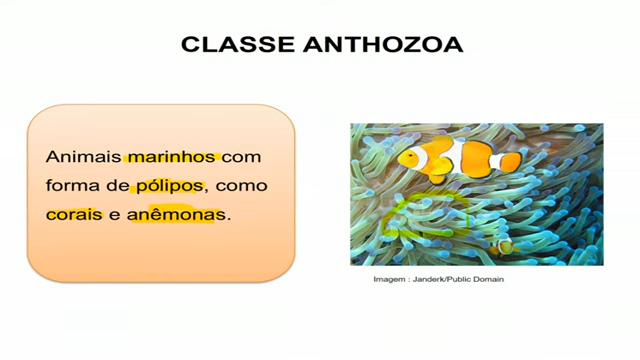 CLASSE ANTHOZOA
Animais marinhos com
forma de pólipos, como
corais e anêmonas.
Imagem : Janderk/Public Domain